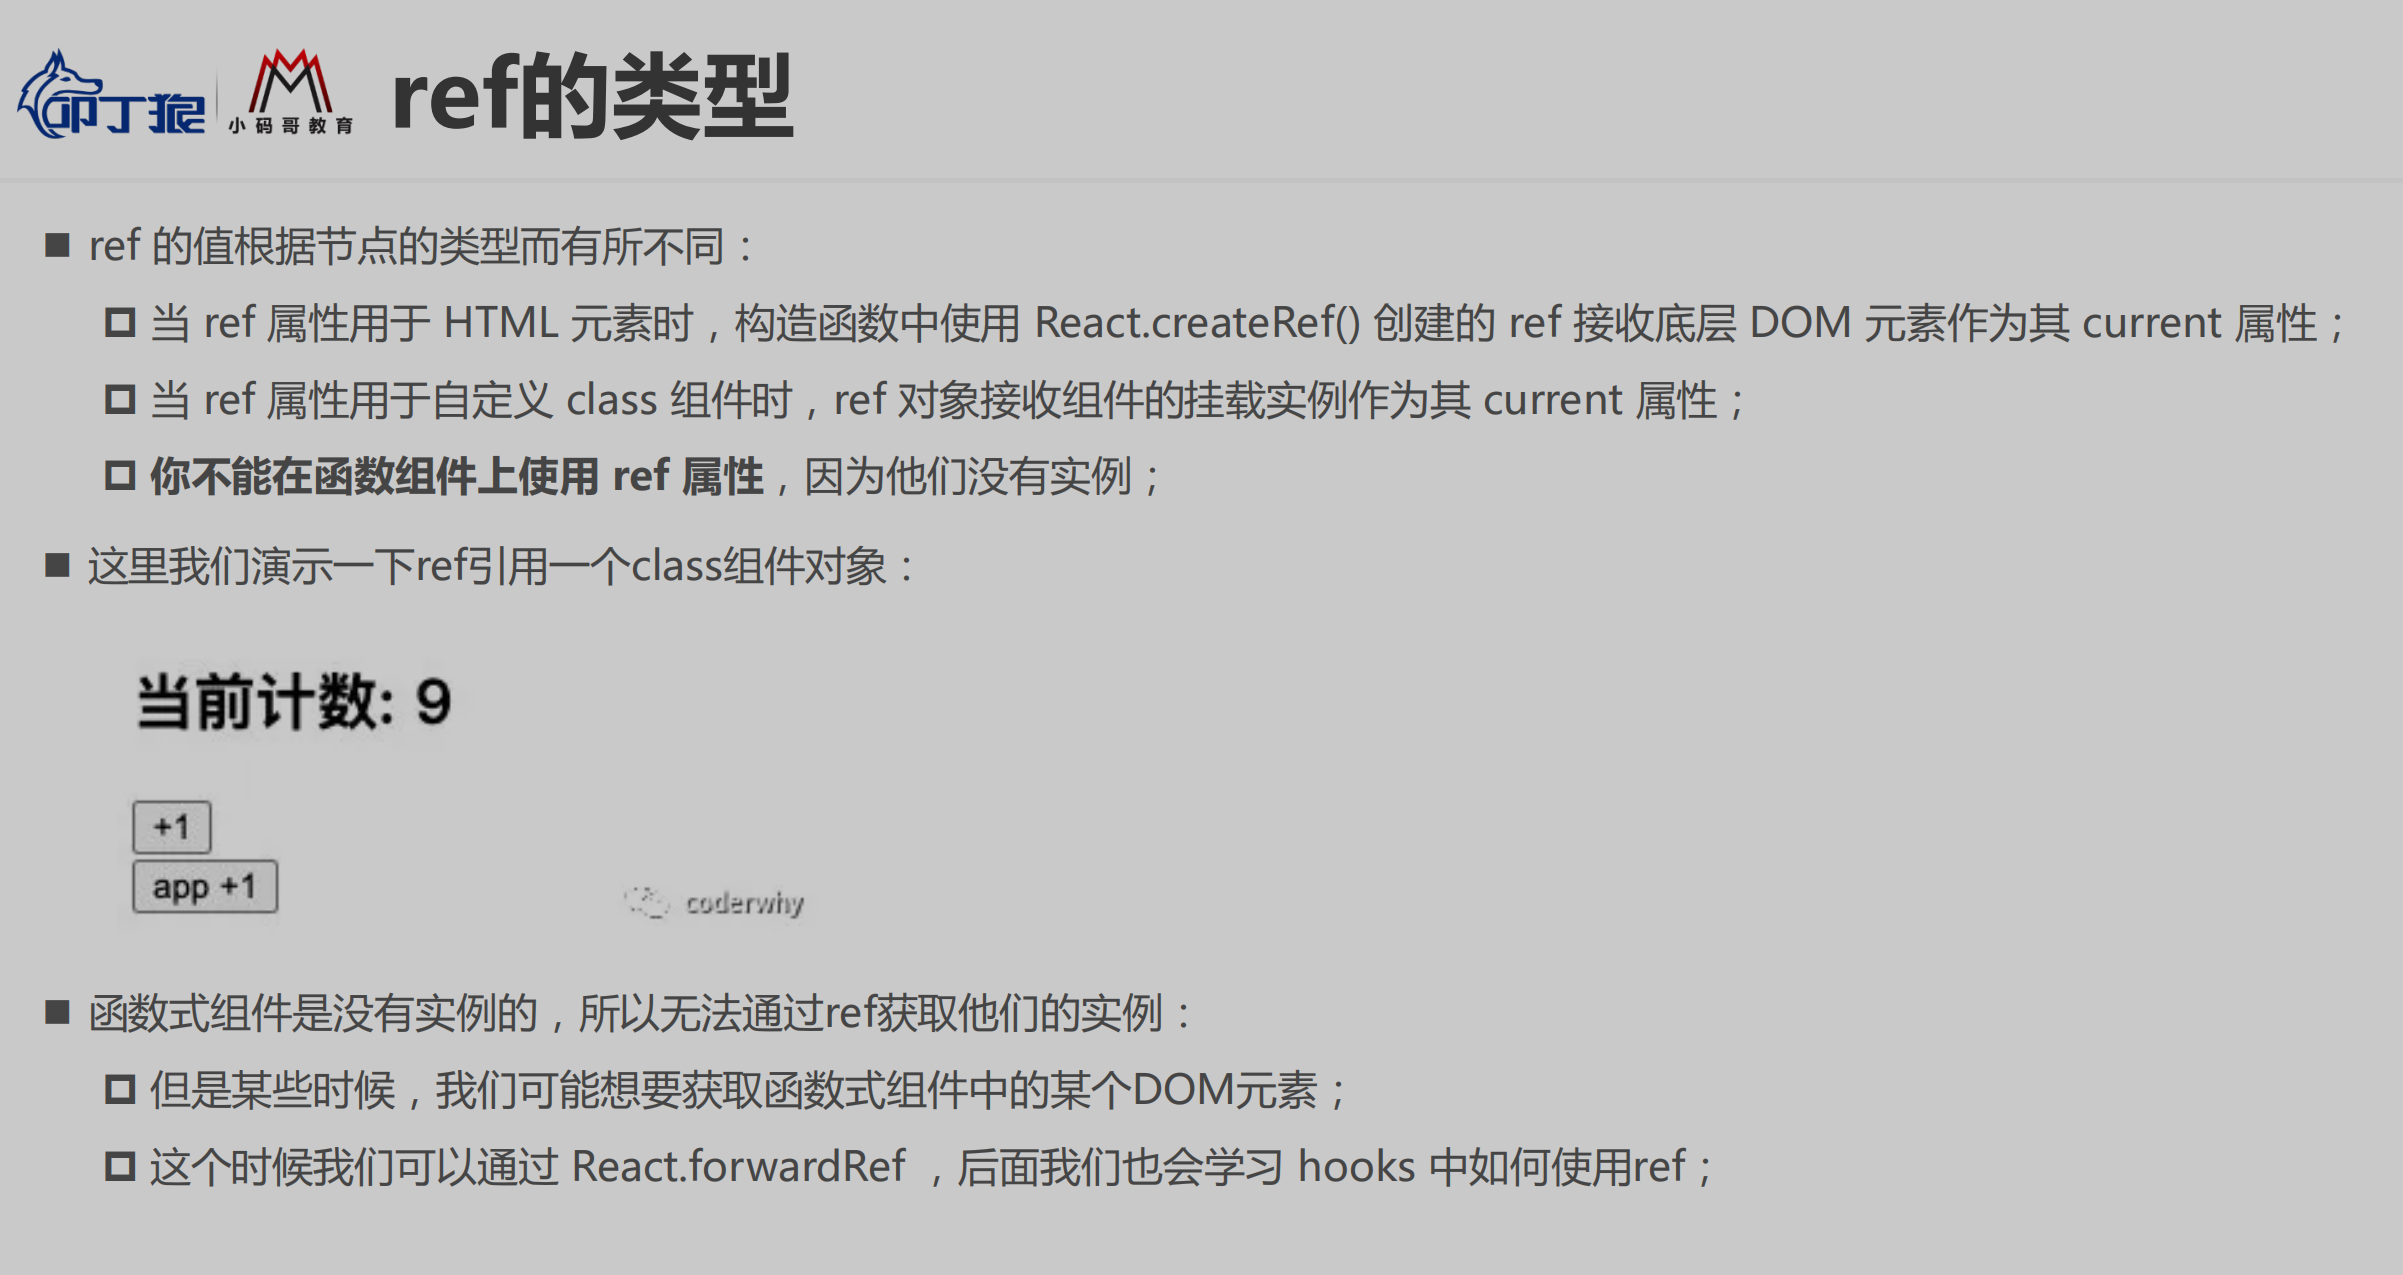 叩丁狼
小码哥教育
ref的类型
ref 的值根据节点的类型而有所不同：
当 ref 属性用于 HTML 元素时，构造函数中使用 React.createRef() 创建的 ref 接收底层 DOM 元素作为其 current 属性；
当 ref 属性用于自定义 class 组件时，ref 对象接收组件的挂载实例作为其 current 属性；
你不能在函数组件上使用 ref 属性，因为他们没有实例；
这里我们演示一下ref引用一个class组件对象：
当前计数: 9
+1
app +1
coderwhy
函数式组件是没有实例的，所以无法通过ref获取他们的实例：
但是某些时候，我们可能想要获取函数式组件中的某个DOM元素；
这个时候我们可以通过 React.forwardRef ，后面我们也会学习 hooks 中如何使用ref；